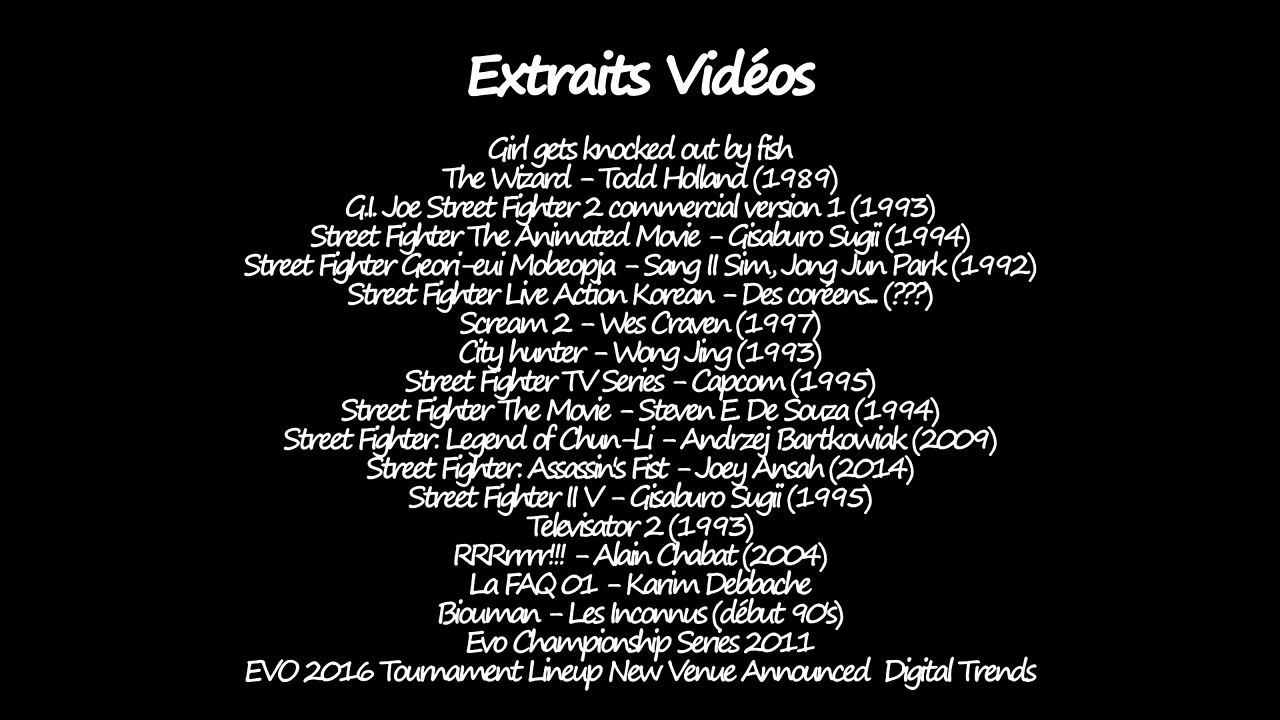 Extraits Vidéos
Girl gets knocked out by fish
The Wizard - Todd Holland (1989)
G.I. Joe Street Fighter 2 commercial version 1 (1993)
Street Fighter The Animated Movie - Gisaburo Sugii (1994)
Street Fighter Geori-eui Mobeopja - Sang Il Sim, Jong Jun Park (1992)
Street Fighter Live Action Korean - Des coréens... (???)
Scream 2 - Wes Craven (1997)
City hunter - Wong Jing (1993)
Street Fighter TV Series - Capcom (1995)
Street Fighter The Movie - Steven E. De Souza (1994)
Street Fighter: Legend of Chun-Li - Andrzej Bartkowiak (2009)
Street Fighter: Assassin's Fist - Joey Ansah (2014)
Street Fighter II V - Gisaburo Sugii (1995)
Televisator 2 (1993)
RRRrrrr!!! - Alain Chabat (2004)
La FAQ 01 - Karim Debbache
Biouman - Les Inconnus (début 90's)
Evo Championship Series 2011
EVO 2016 Tournament Lineup New Venue Announced Digital Trends